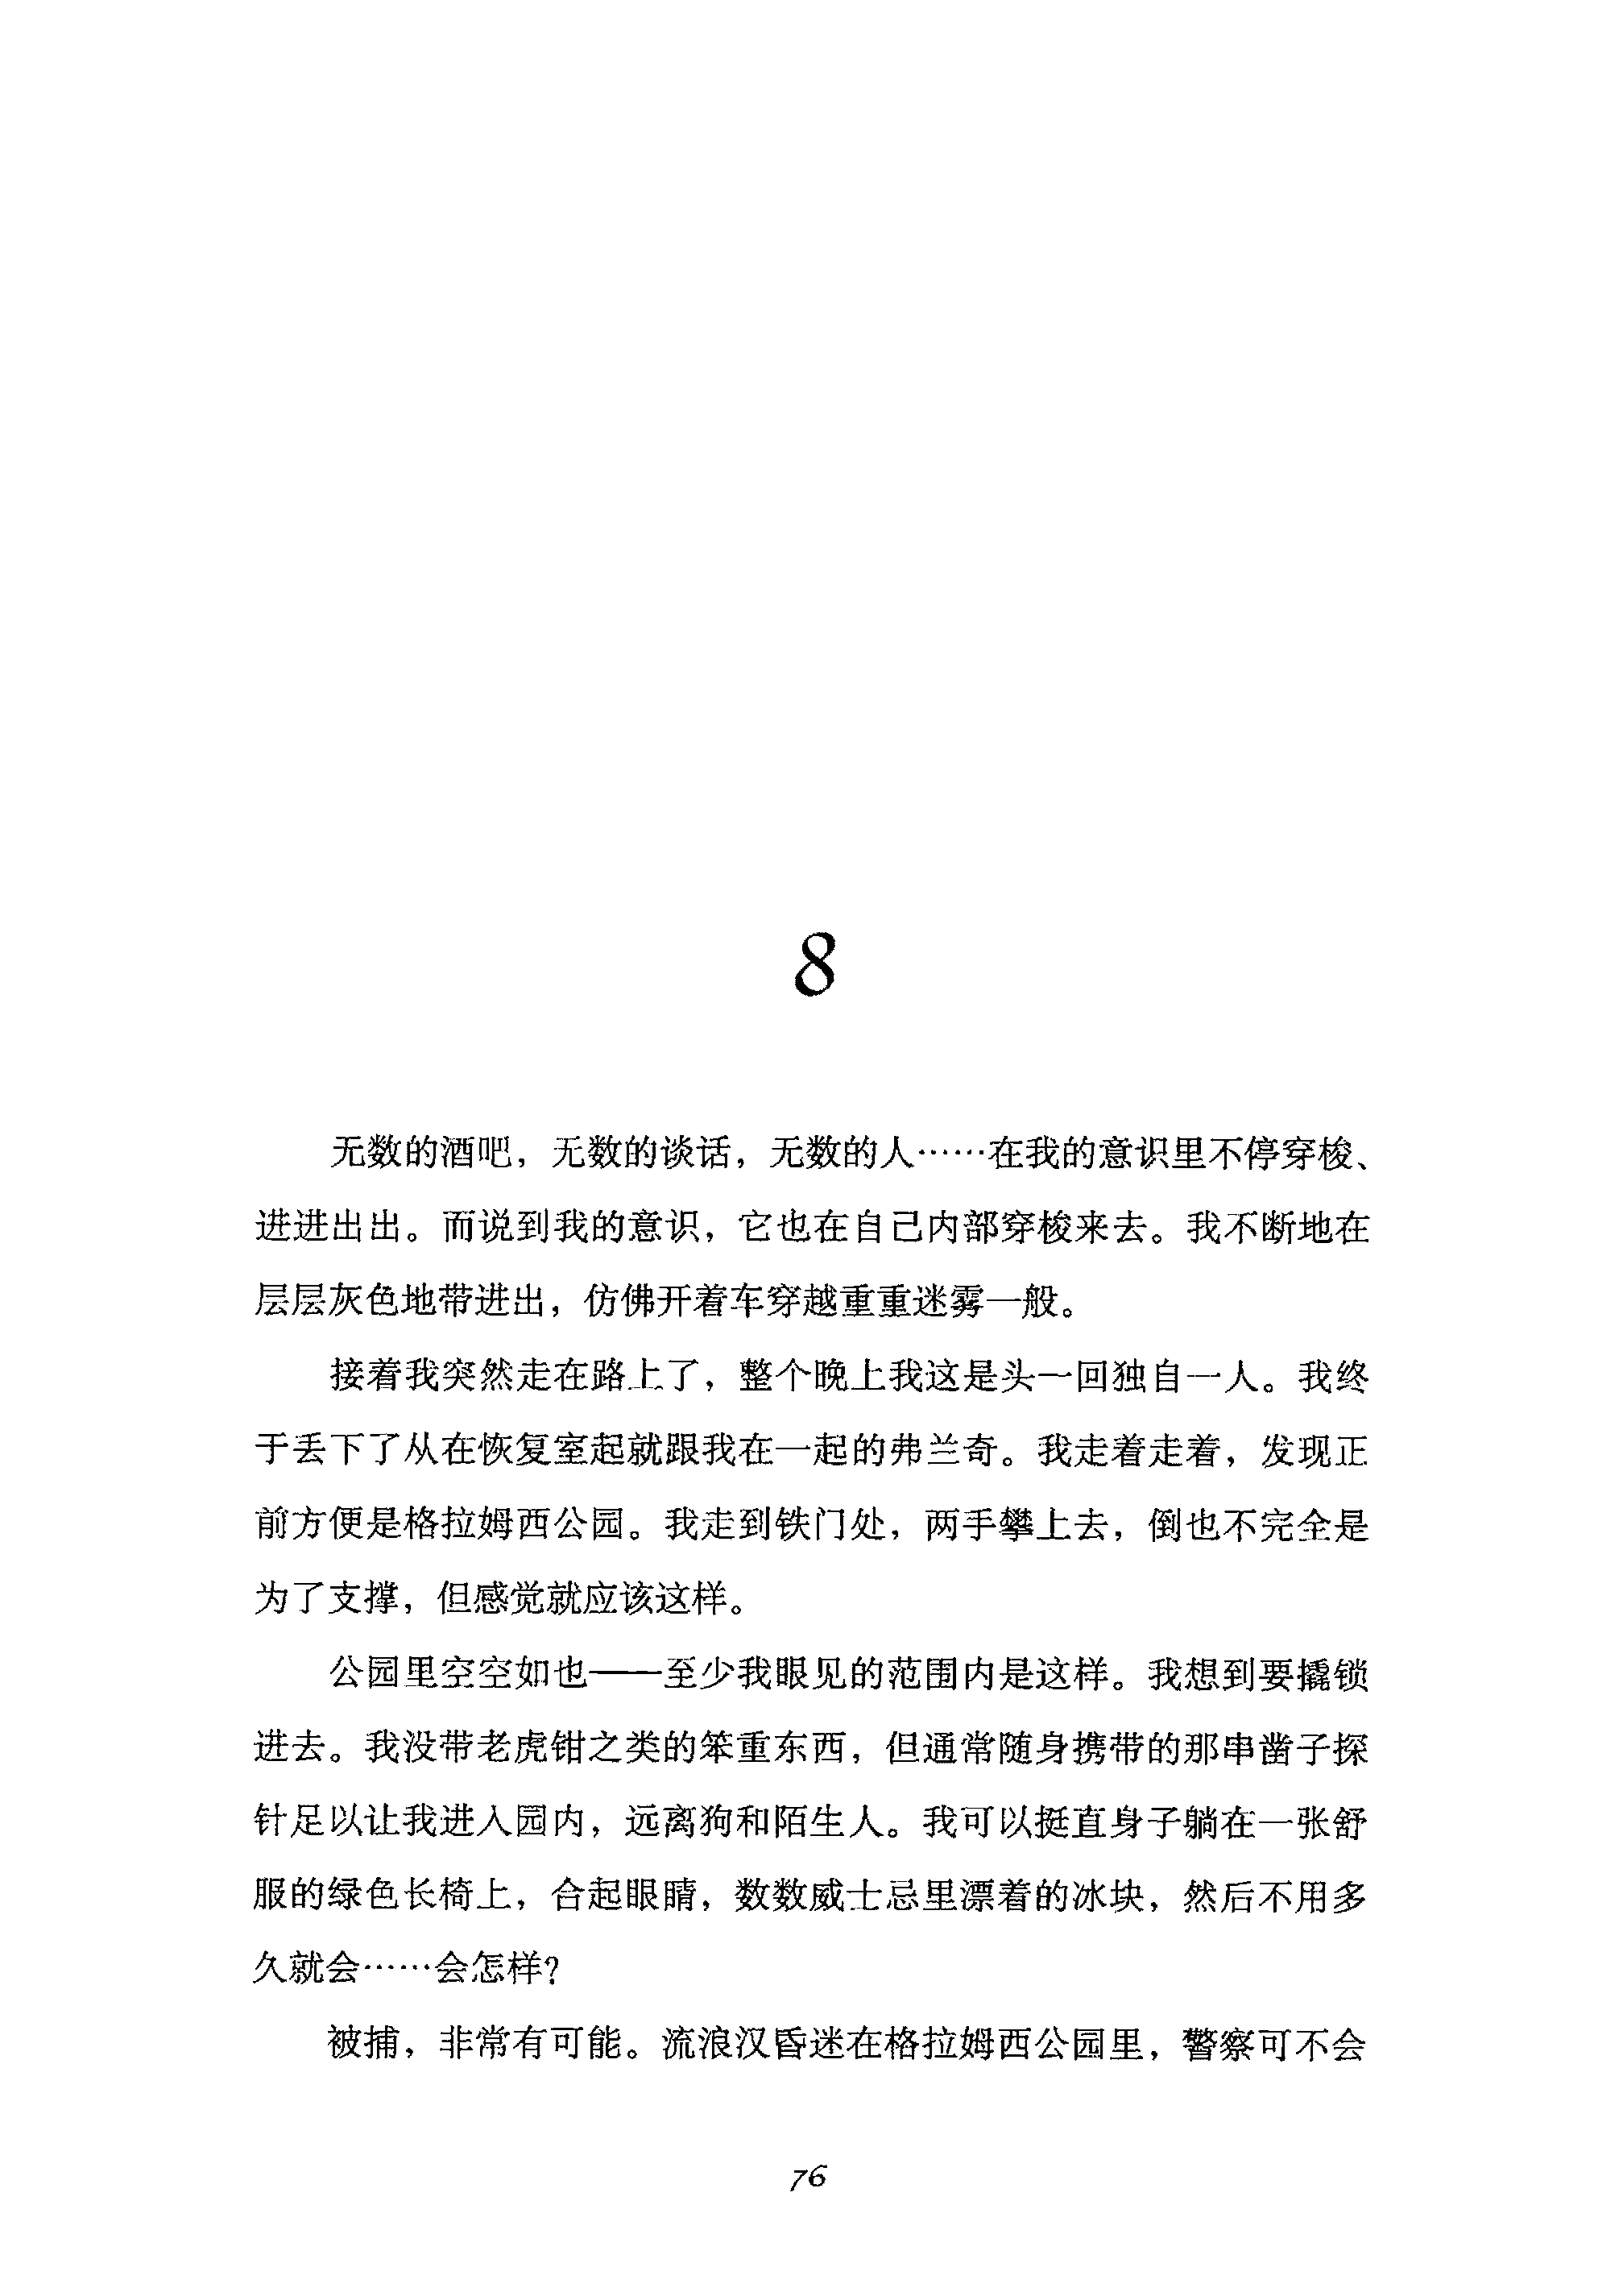 8
无数的酒吧，无数的谈话，无数的人……在我的意识里不停穿梭、
进进出出。而说到我的意识，它也在自己内部穿梭来去。我不断地在
层层灰色地带进出，仿佛开着车穿越重重迷雾一般。
接着我突然走在路上了，整个晚上我这是头一回独自一人。我终
于丢下了从在恢复室起就跟我在一起的弗兰奇。我走着走着，发现正
前方便是格拉姆西公园。我走到铁门处，两手攀上去，倒也不完全是
为了支撑，但感觉就应该这样。
公园里空空如也——至少我眼见的范围内是这样。我想到要撬锁
进去。我没带老虎钳之类的笨重东西，但通常随身携带的那串凿子探
针足以让我进入园内，远离狗和陌生人。我可以挺直身子躺在一张舒
服的绿色长椅上，合起眼睛，数数威士忌里漂着的冰块，然后不用多
久就会……会怎样？
被捕，非常有可能。流浪汉昏迷在格拉姆西公园里，警察可不会
76